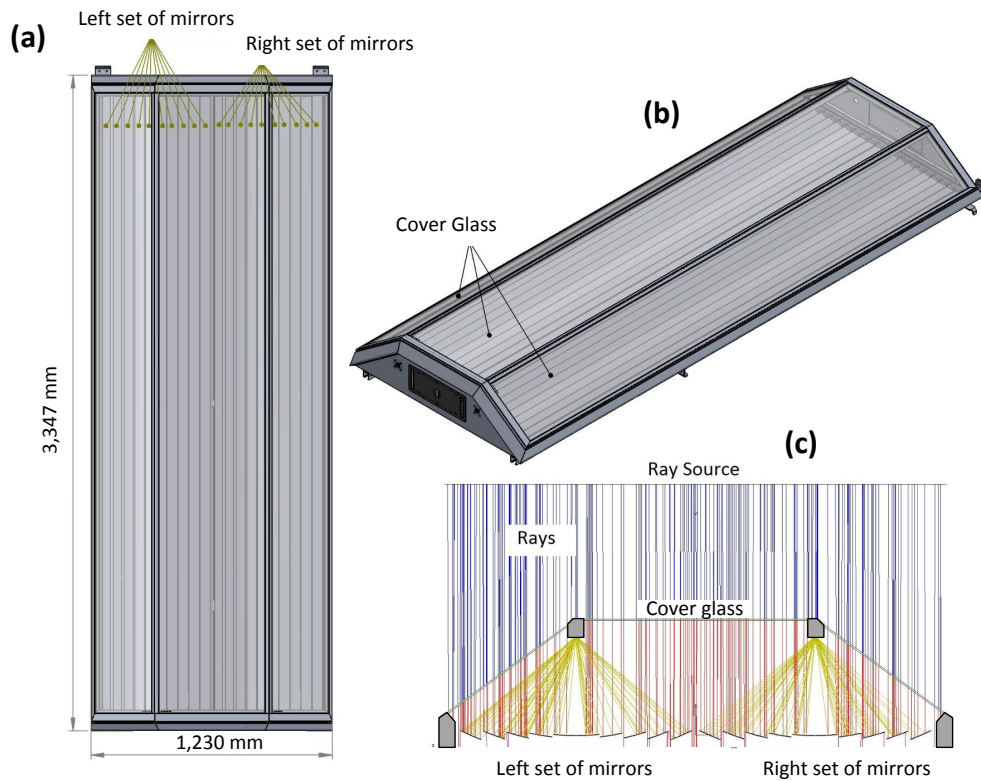 (a)
Left set of mirrors
Right set of mirrors
3,347 mm
1,230 mm
(b)
Cover Glass
(c)
Ray Source
Rays
Cover glass
Left set of mirrors
Right set of mirrors